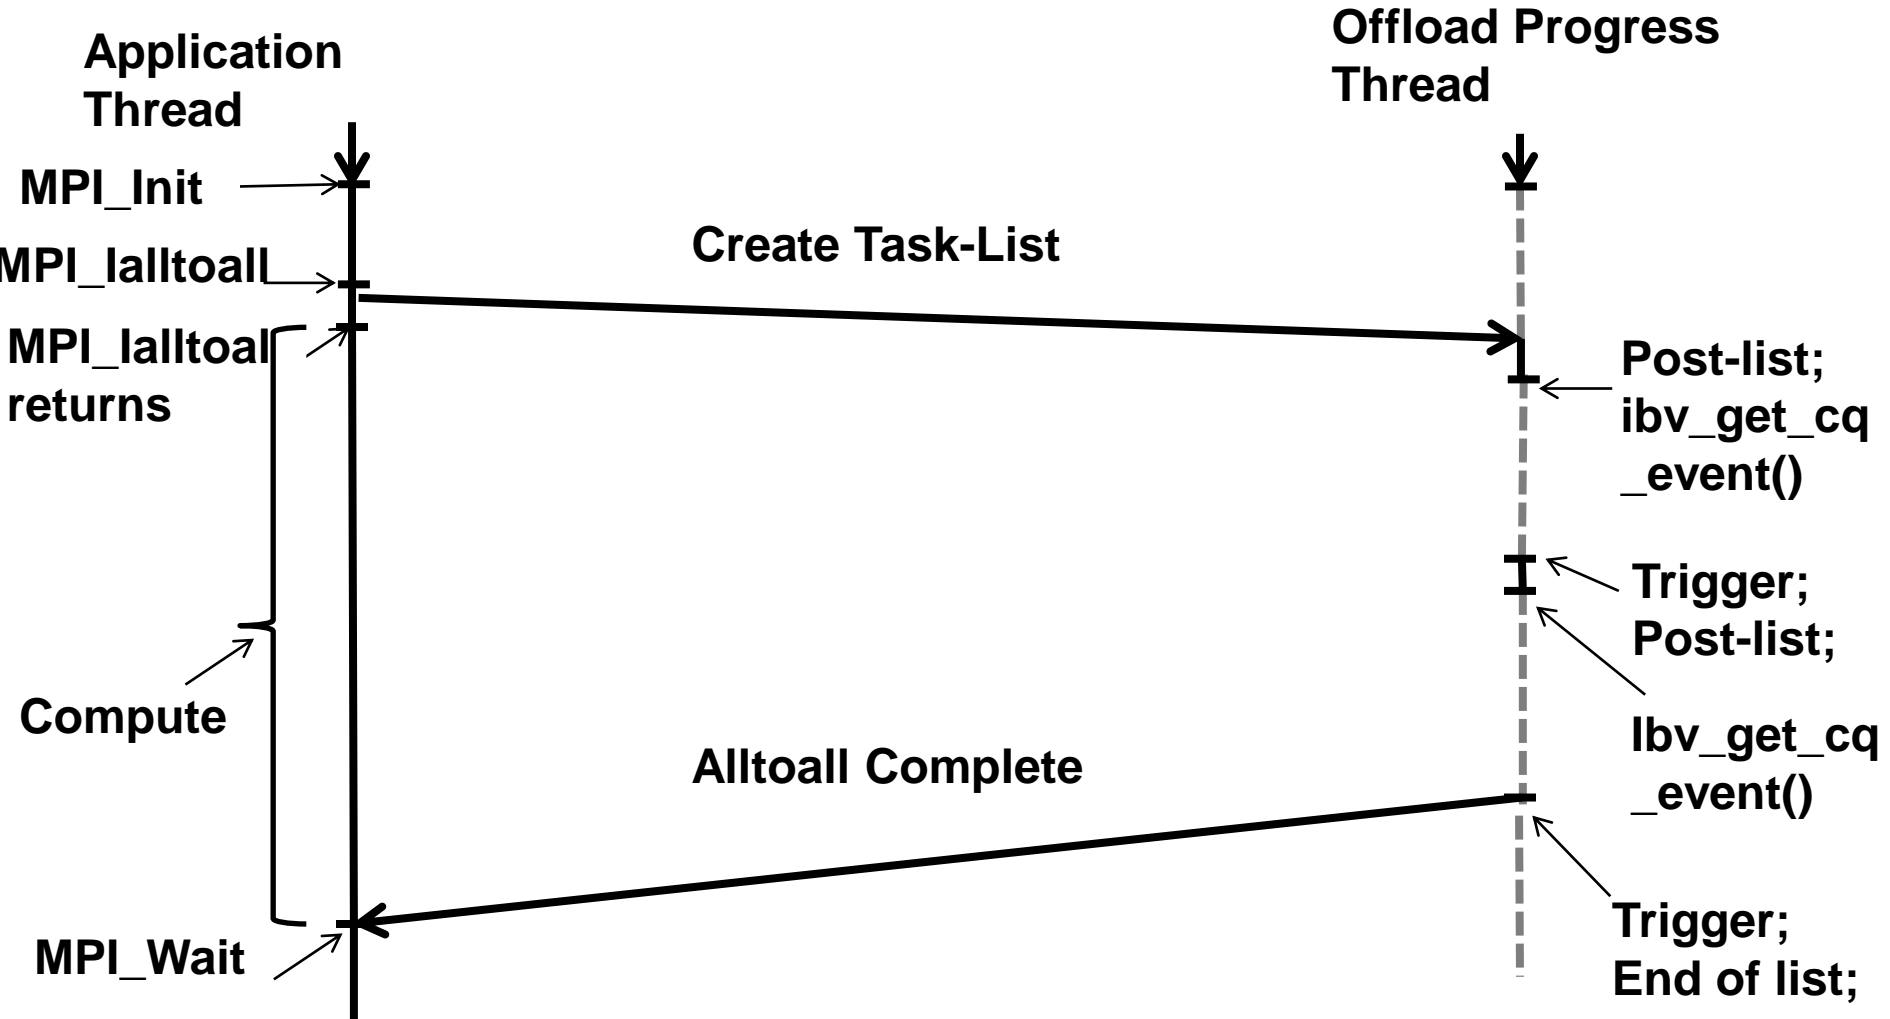 Application
Thread
Offload Progress
Thread
MPI_Init
MPI_Ialltoall
Create Task-List
MPI_Ialltoal
returns
Post-list;
ibv_get_cq
_event()
Trigger;
Post-list;
Compute
Ibv_get_cq
_event()
Alltoall Complete
Trigger;
End of list;
MPI_Wait